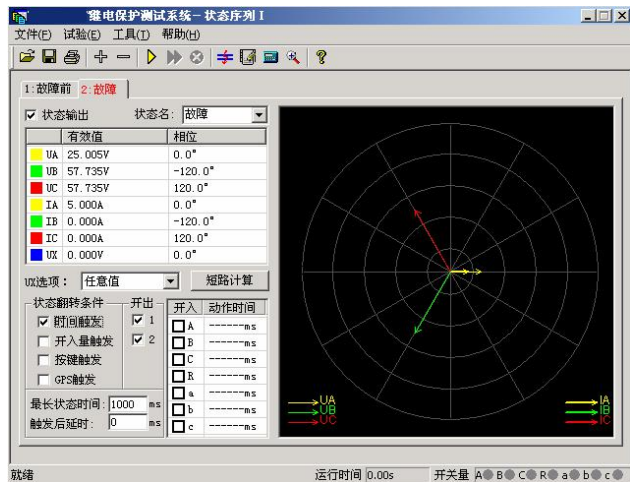 继电保护测试系统-状态序列 I
文件(F) 试验(E) 工具(I) 帮助(H)
1:故障前 2:故障
状态输出 状态名: 故障
有效值 相位
UA 25.005V 0.0°
UB 57.735V -120.0°
UC 57.735V 120.0°
IA 5.000A 0.0°
IB 0.000A -120.0°
IC 0.000A 120.0°
UX 0.000V 0.0°
UX选项: 任意值 短路计算
状态翻转条件 开出 开入 动作时间
时间触发 1 A ------ms
开入量触发 2 B ------ms
按键触发 C ------ms
GPS触发 R ------ms
a ------ms
最长状态时间: 1000 ms b ------ms
触发后延时: 0 ms c ------ms
UA IA
UB IB
UC IC
就绪 运行时间 0.00s 开关量 A B C R a b c